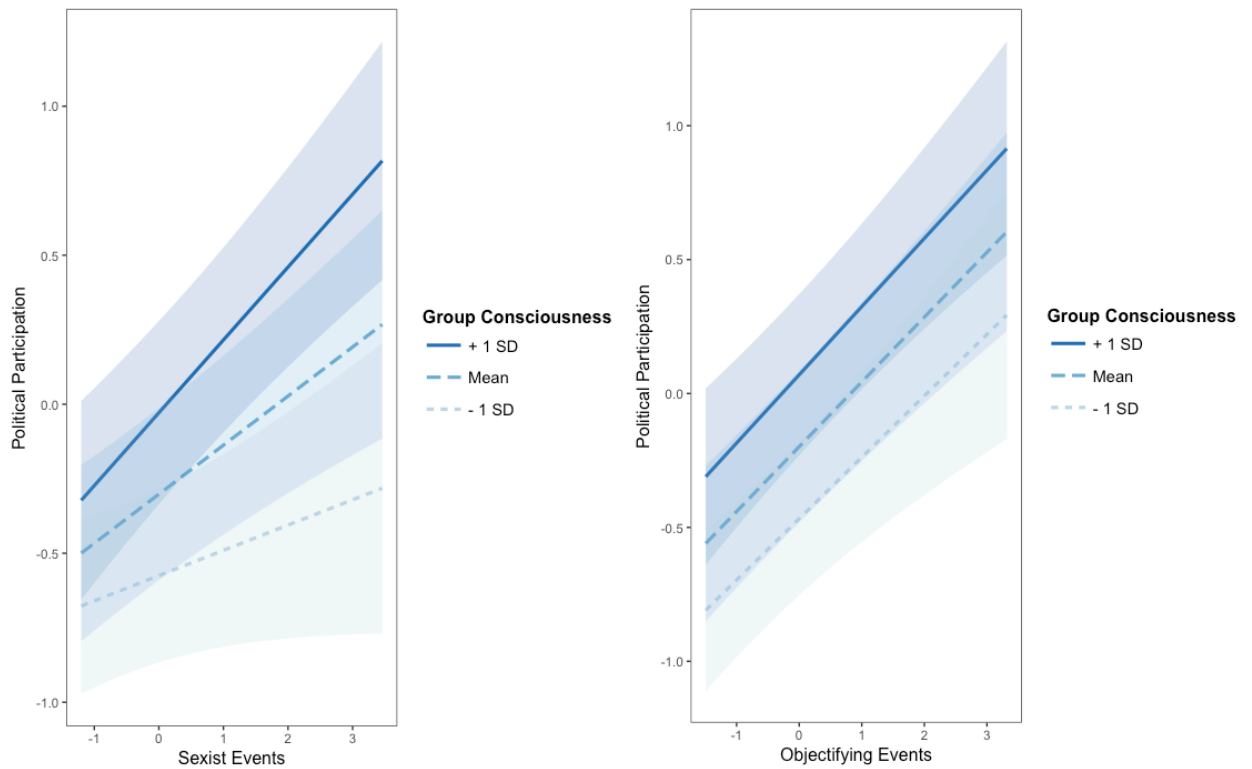 1.0
0.5
0.0
-0.5
-1.0
Political Participation
-1 0 1 2 3
Sexist Events
Group Consciousness
+ 1 SD
Mean
- 1 SD
1.0
0.5
0.0
-0.5
-1.0
Political Participation
-1 0 1 2 3
Objectifying Events
Group Consciousness
+ 1 SD
Mean
- 1 SD